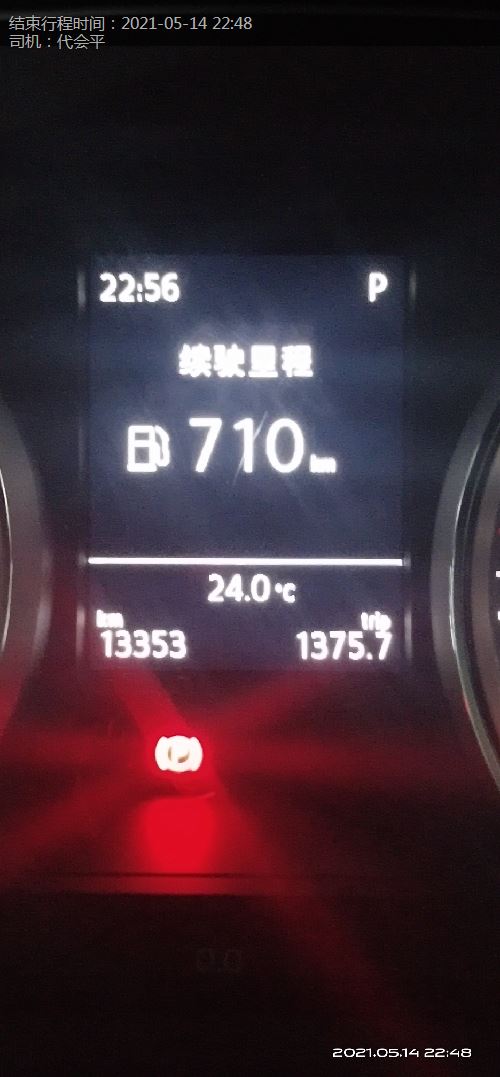 结束行程时间：2021-05-14 22:48
司机：代会平
22:56 P
续驶里程
710 km
24.0 °C
km trip
13353 1375.7
P
2021.05.14 22:48